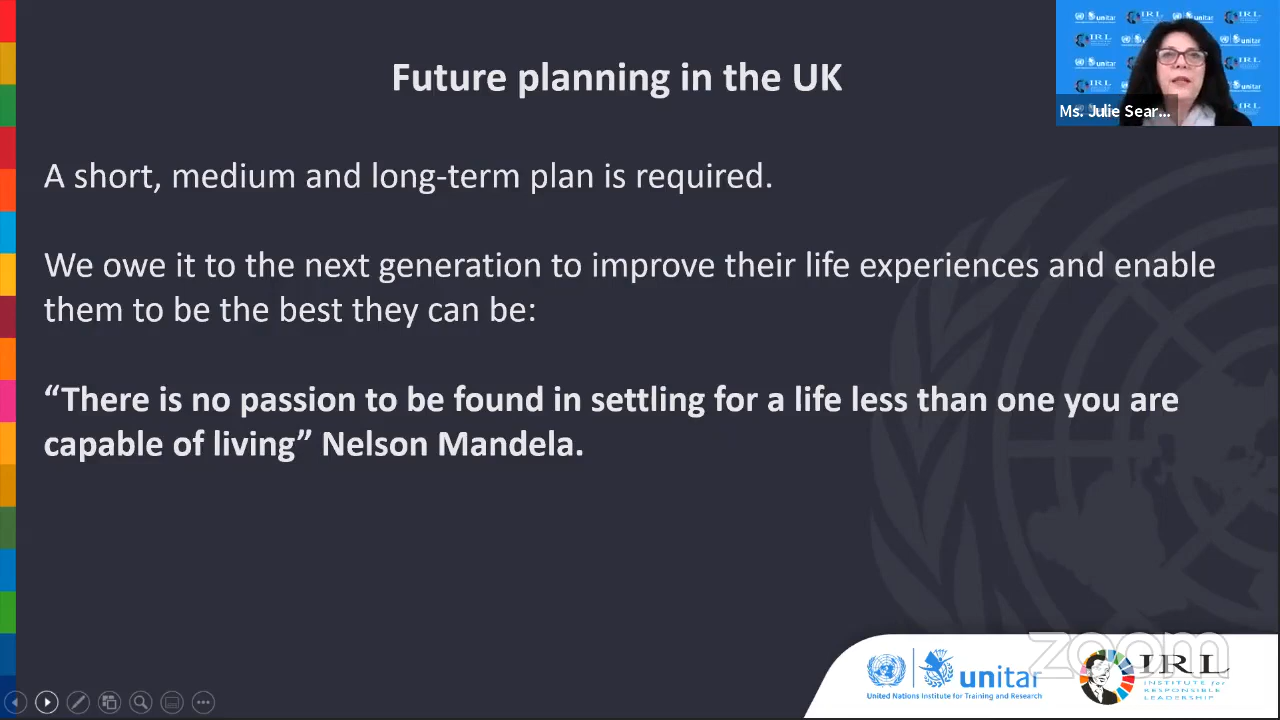 Future planning in the UK
Ms. Julie Sear...
A short, medium and long-term plan is required.
We owe it to the next generation to improve their life experiences and enable
them to be the best they can be:
“There is no passion to be found in settling for a life less than one you are
capable of living” Nelson Mandela.
zoom
unitar
United Nations Institute for Training and Research
IRL
INSTITUTE for
RESPONSIBLE
LEADERSHIP